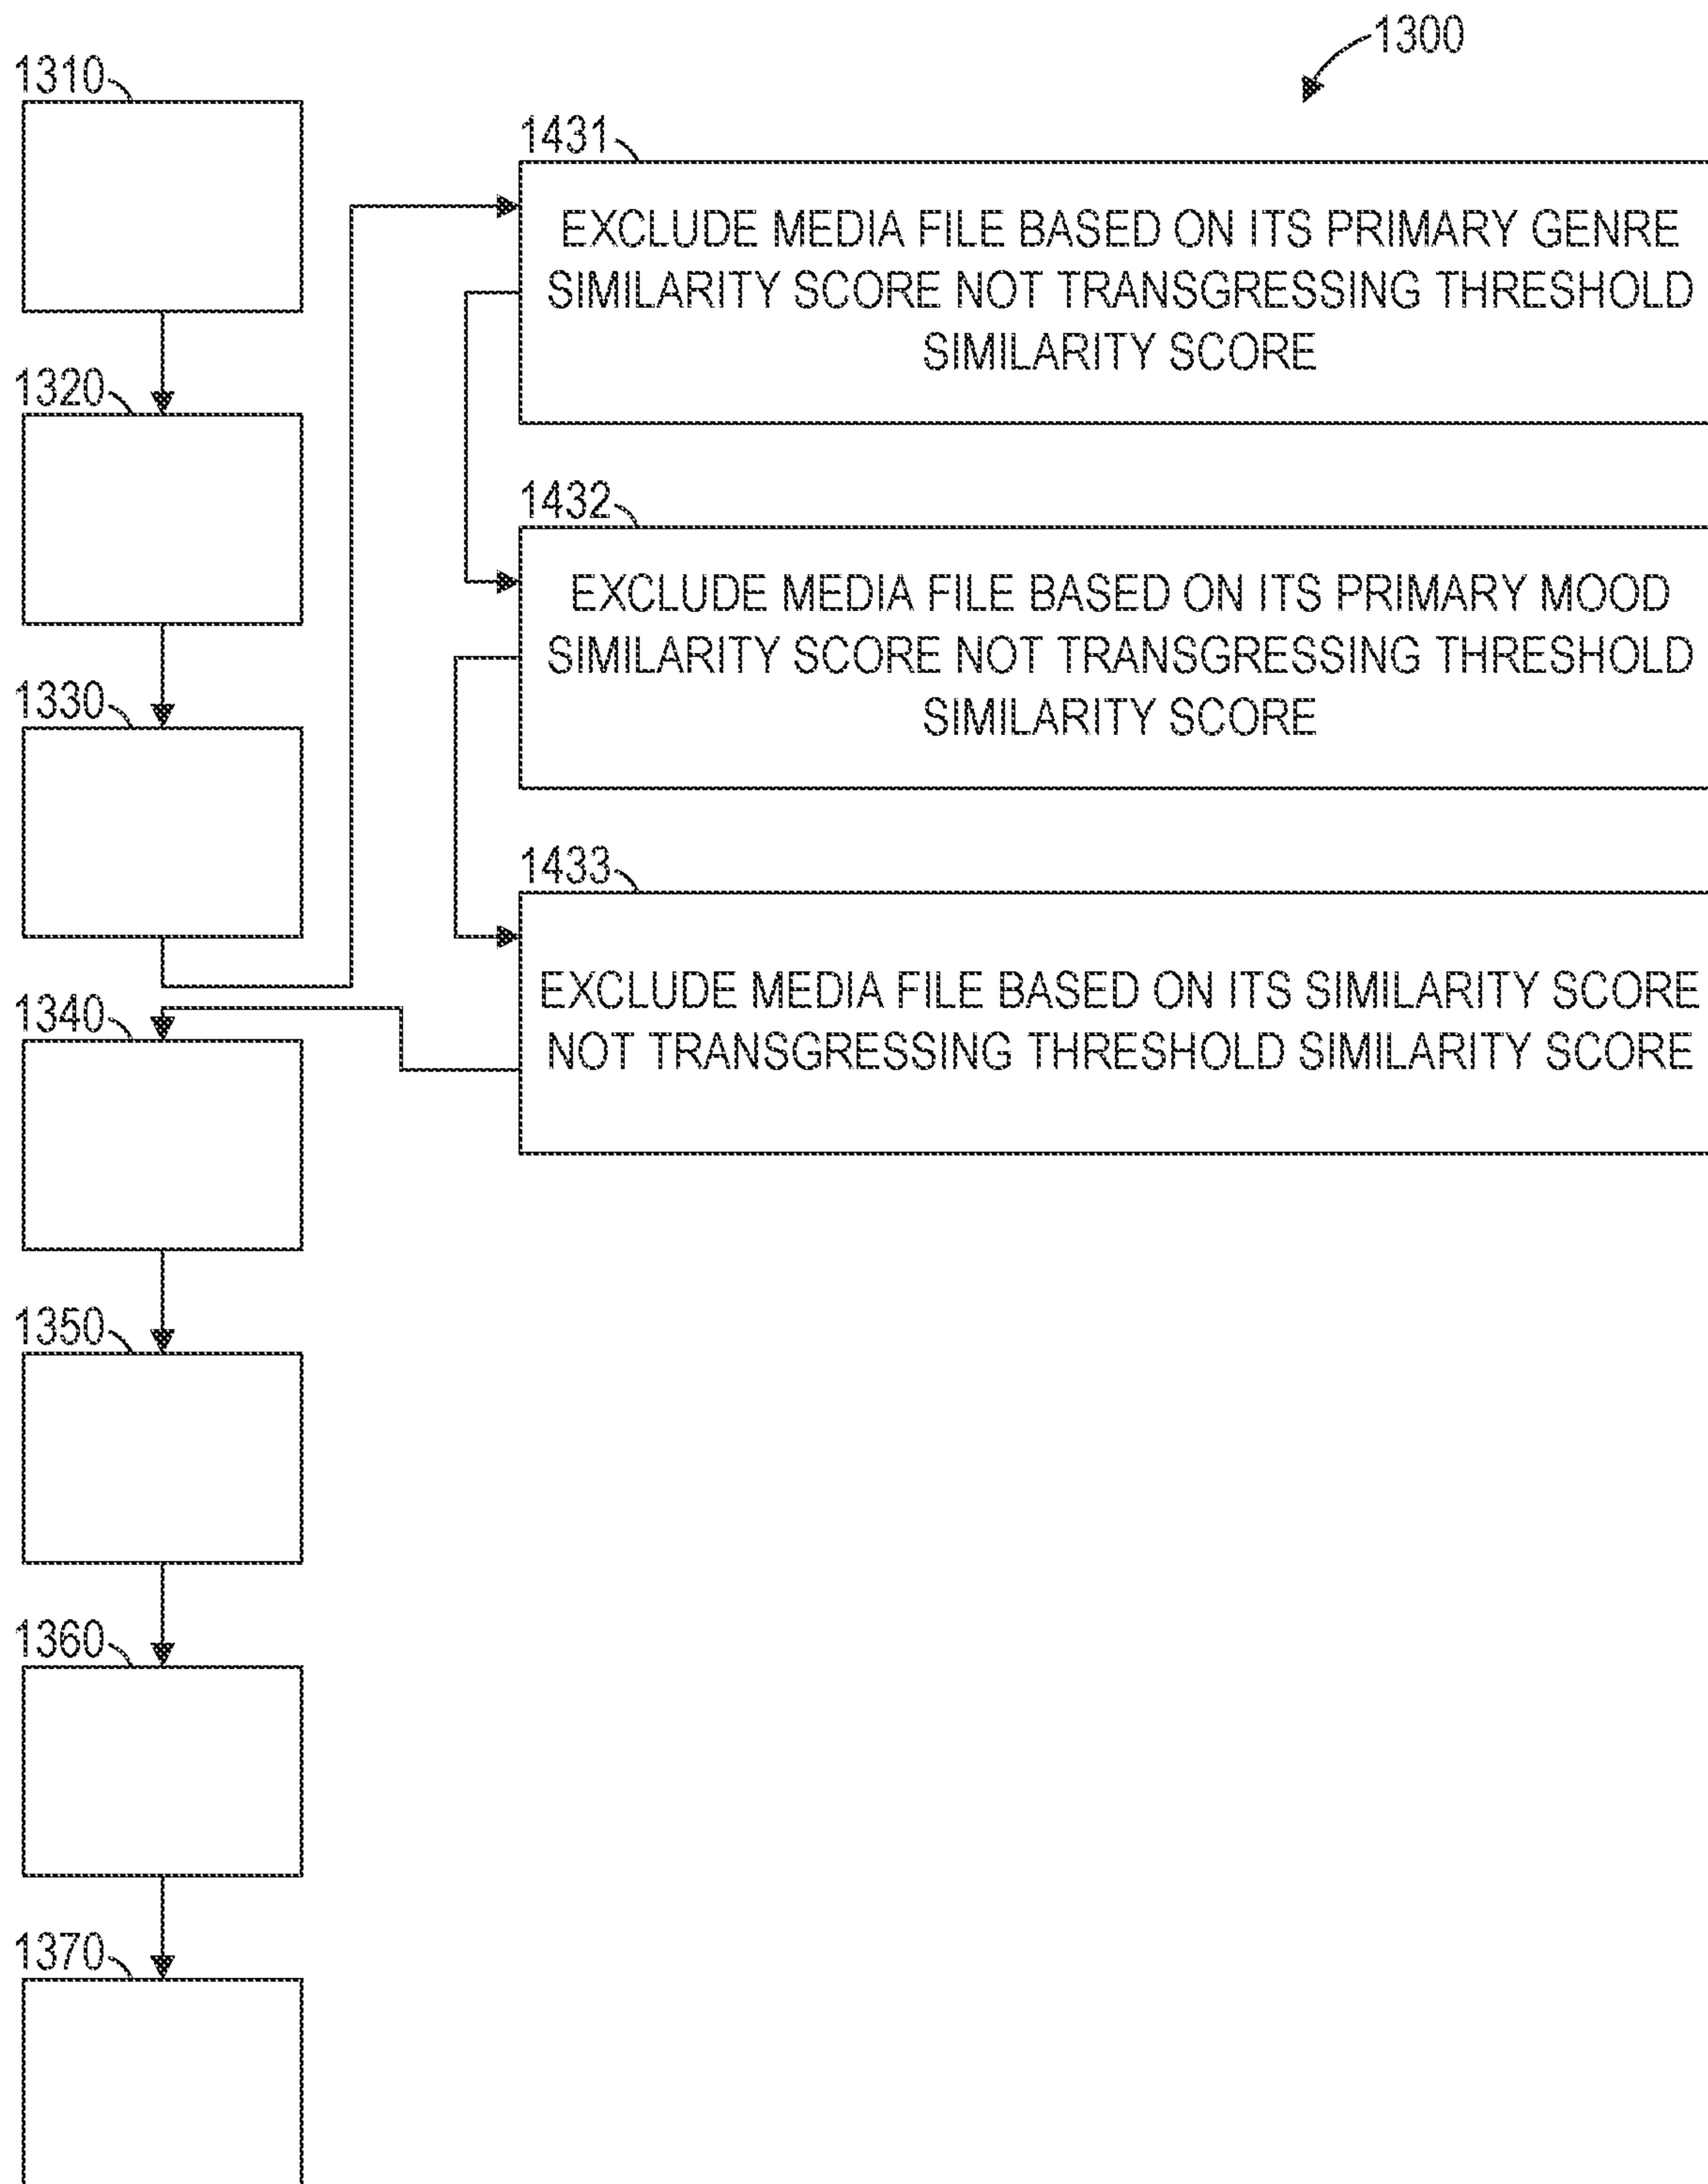 1300
1310
1431
EXCLUDE MEDIA FILE BASED ON ITS PRIMARY GENRE
SIMILARITY SCORE NOT TRANSGRESSING THRESHOLD
SIMILARITY SCORE
1320
1432
EXCLUDE MEDIA FILE BASED ON ITS PRIMARY MOOD
SIMILARITY SCORE NOT TRANSGRESSING THRESHOLD
SIMILARITY SCORE
1330
1433
EXCLUDE MEDIA FILE BASED ON ITS SIMILARITY SCORE
NOT TRANSGRESSING THRESHOLD SIMILARITY SCORE
1340
1350
1360
1370